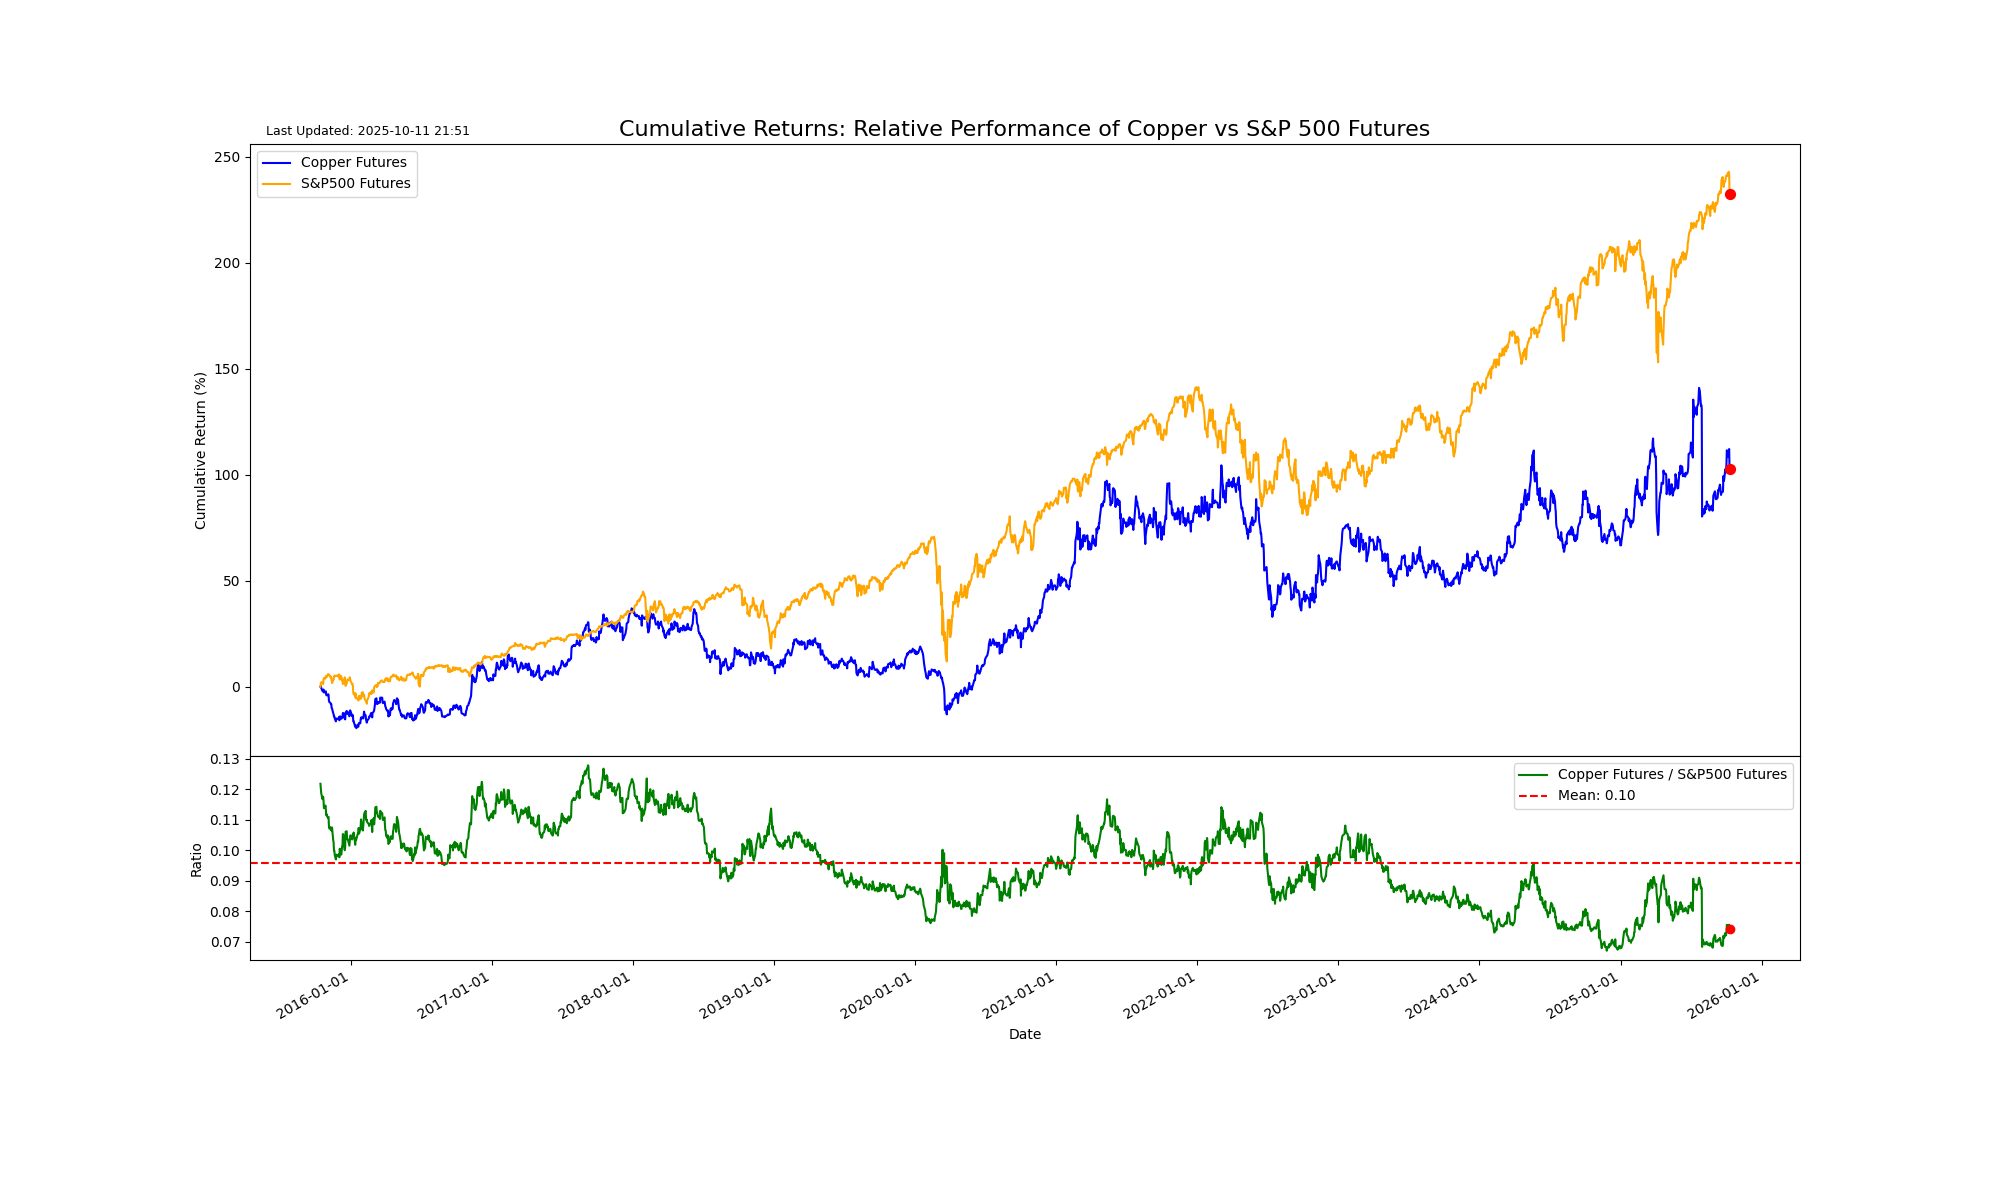 Last Updated: 2025-10-11 21:51
Cumulative Returns: Relative Performance of Copper vs S&P 500 Futures
Copper Futures
S&P500 Futures
Cumulative Return (%)
250
200
150
100
50
0
Copper Futures / S&P500 Futures
Mean: 0.10
Ratio
0.13
0.12
0.11
0.10
0.09
0.08
0.07
2016-01-01
2017-01-01
2018-01-01
2019-01-01
2020-01-01
2021-01-01
2022-01-01
2023-01-01
2024-01-01
2025-01-01
2026-01-01
Date